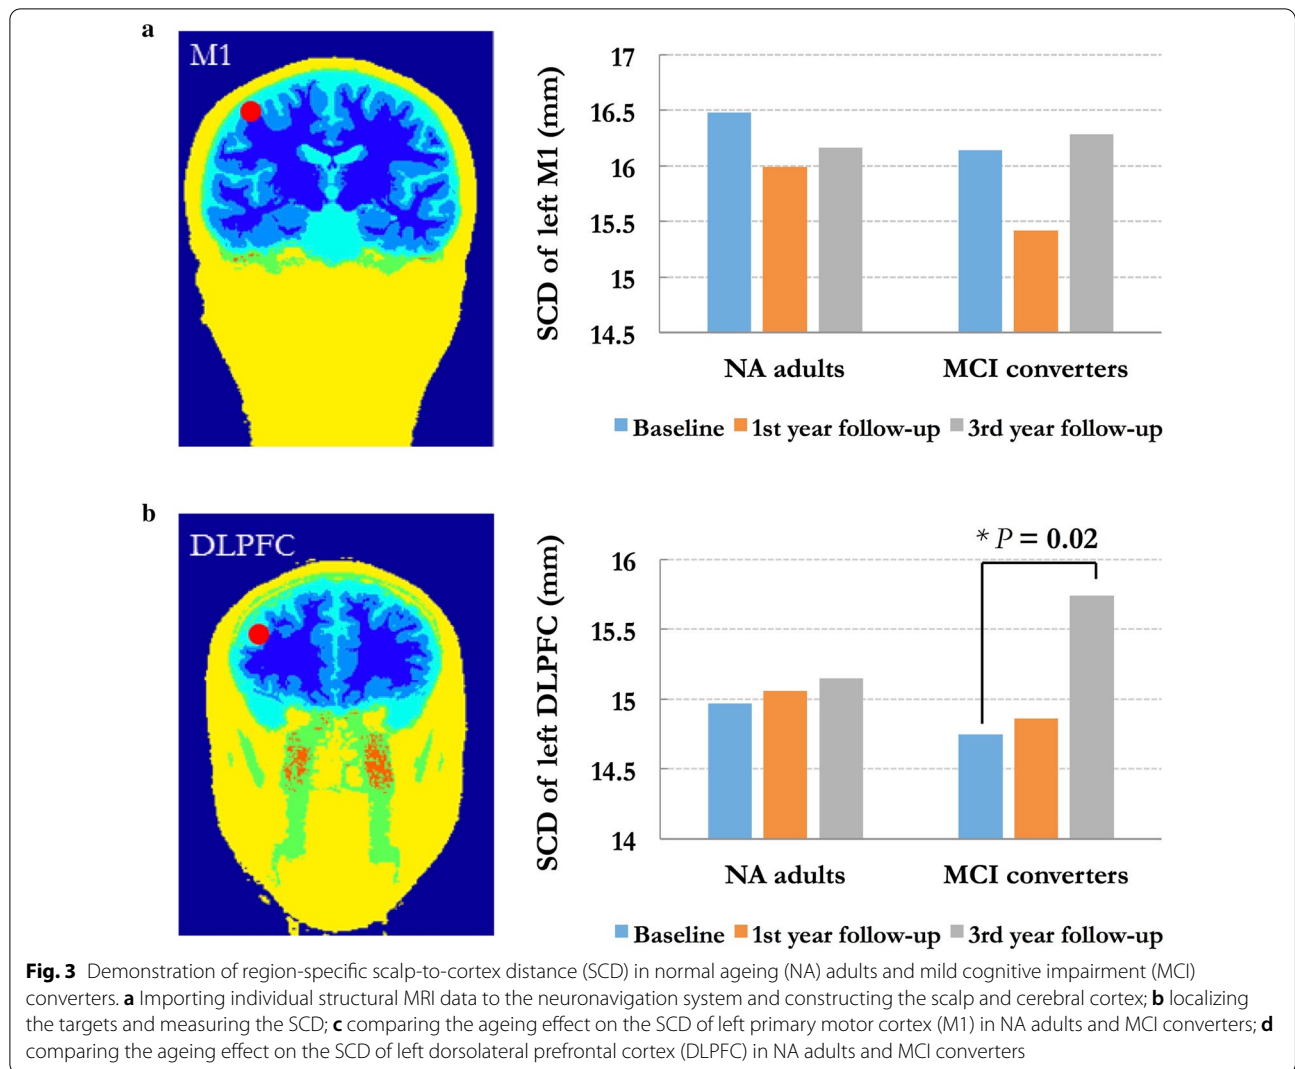 a
M1
SCD of left M1 (mm)
17
16.5
16
15.5
15
14.5
NA adults MCI converters
Baseline 1st year follow-up 3rd year follow-up
b
DLPFC
SCD of left DLPFC (mm)
* P = 0.02
16
15.5
15
14.5
14
NA adults MCI converters
Baseline 1st year follow-up 3rd year follow-up
Fig. 3 Demonstration of region-specific scalp-to-cortex distance (SCD) in normal ageing (NA) adults and mild cognitive impairment (MCI)
converters. a Importing individual structural MRI data to the neuronavigation system and constructing the scalp and cerebral cortex; b localizing
the targets and measuring the SCD; c comparing the ageing effect on the SCD of left primary motor cortex (M1) in NA adults and MCI converters; d
comparing the ageing effect on the SCD of left dorsolateral prefrontal cortex (DLPFC) in NA adults and MCI converters